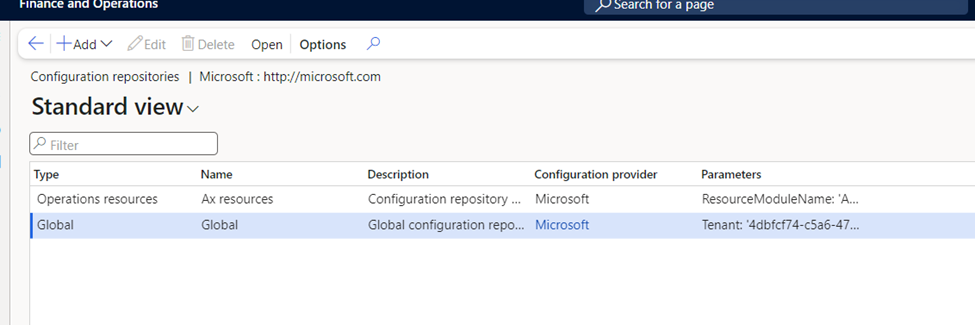 Finance and Operations
Search for a page
Add Edit Delete Open Options
Configuration repositories | Microsoft : http://microsoft.com
Standard view
Filter
Type Name Description Configuration provider Parameters
Operations resources Ax resources Configuration repository ... Microsoft ResourceModuleName: 'A...
Global Global Global configuration repo... Microsoft Tenant: '4dbfcf74-c5a6-47...